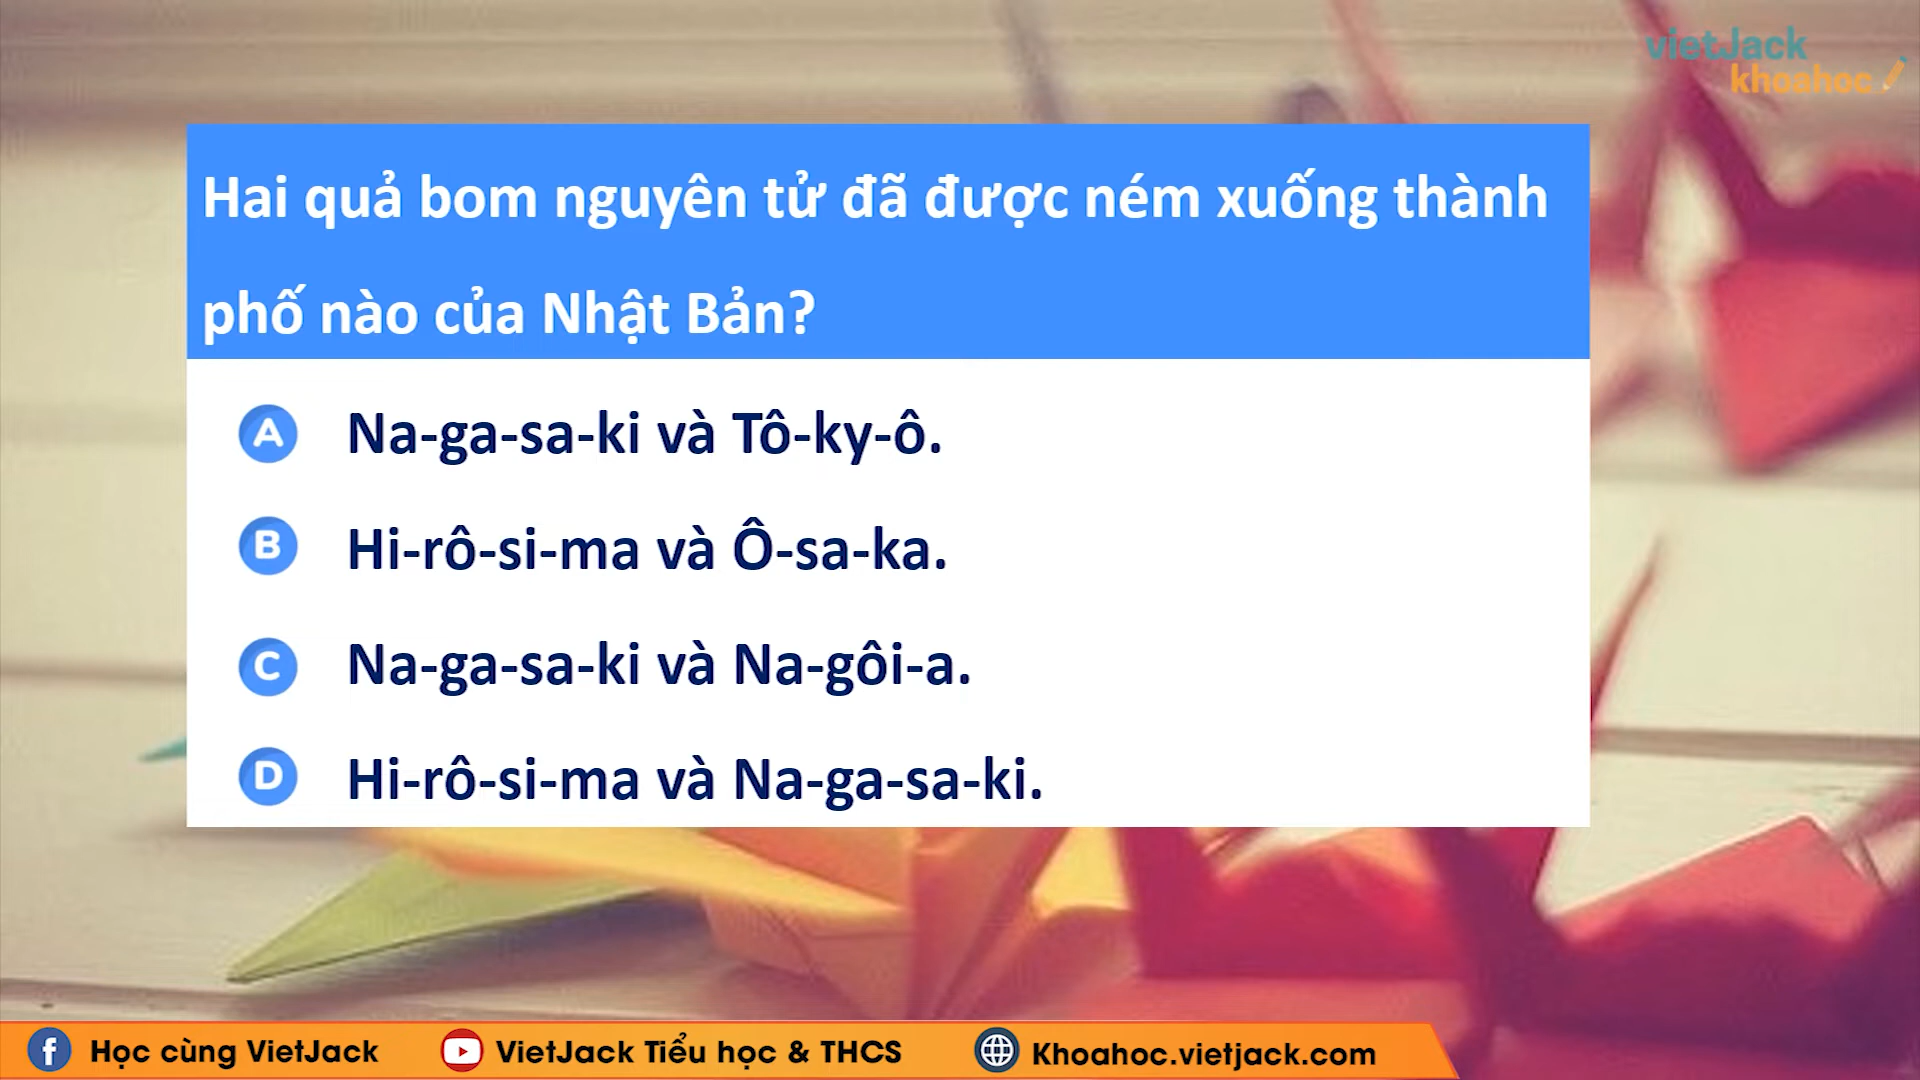 vietJack
khoahoc
Hai quả bom nguyên tử đã được ném xuống thành
phố nào của Nhật Bản?
A Na-ga-sa-ki và Tô-ky-ô.
B Hi-rô-si-ma và Ô-sa-ka.
C Na-ga-sa-ki và Na-gôi-a.
D Hi-rô-si-ma và Na-ga-sa-ki.
Học cùng VietJack VietJack Tiểu học & THCS Khoahoc.vietjack.com